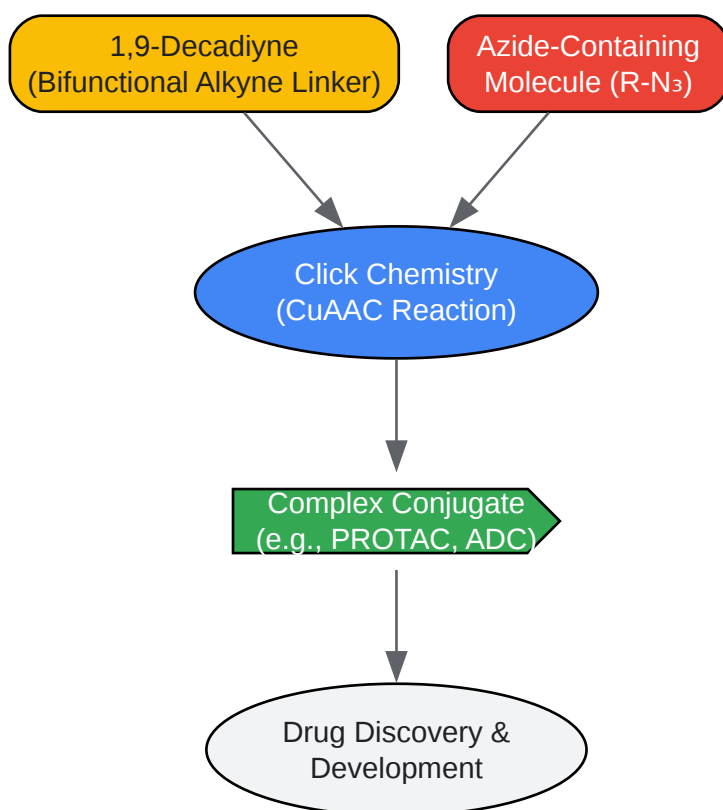 1,9-Decadiyne
(Bifunctional Alkyne Linker)
Azide-Containing
Molecule (R-N₃)
Click Chemistry
(CuAAC Reaction)
Complex Conjugate
(e.g., PROTAC, ADC)
Drug Discovery &
Development